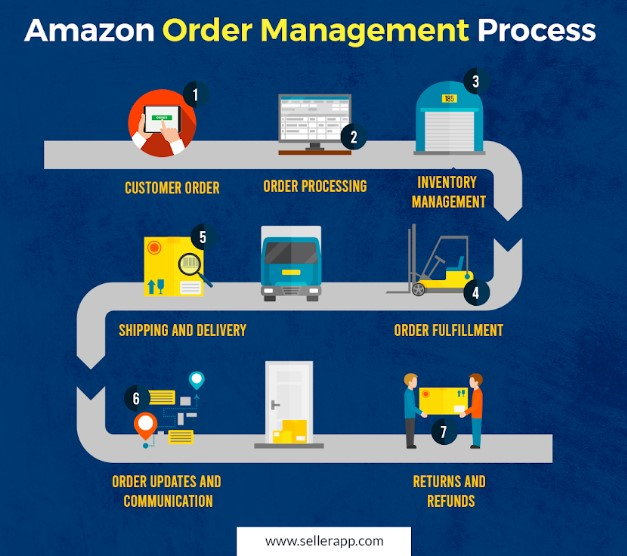 Amazon Order Management Process
1
2
3
185
CUSTOMER ORDER
ORDER PROCESSING
INVENTORY
MANAGEMENT
5
4
SHIPPING AND DELIVERY
ORDER FULFILLMENT
6
7
ORDER UPDATES AND
COMMUNICATION
RETURNS AND
REFUNDS
www.sellerapp.com